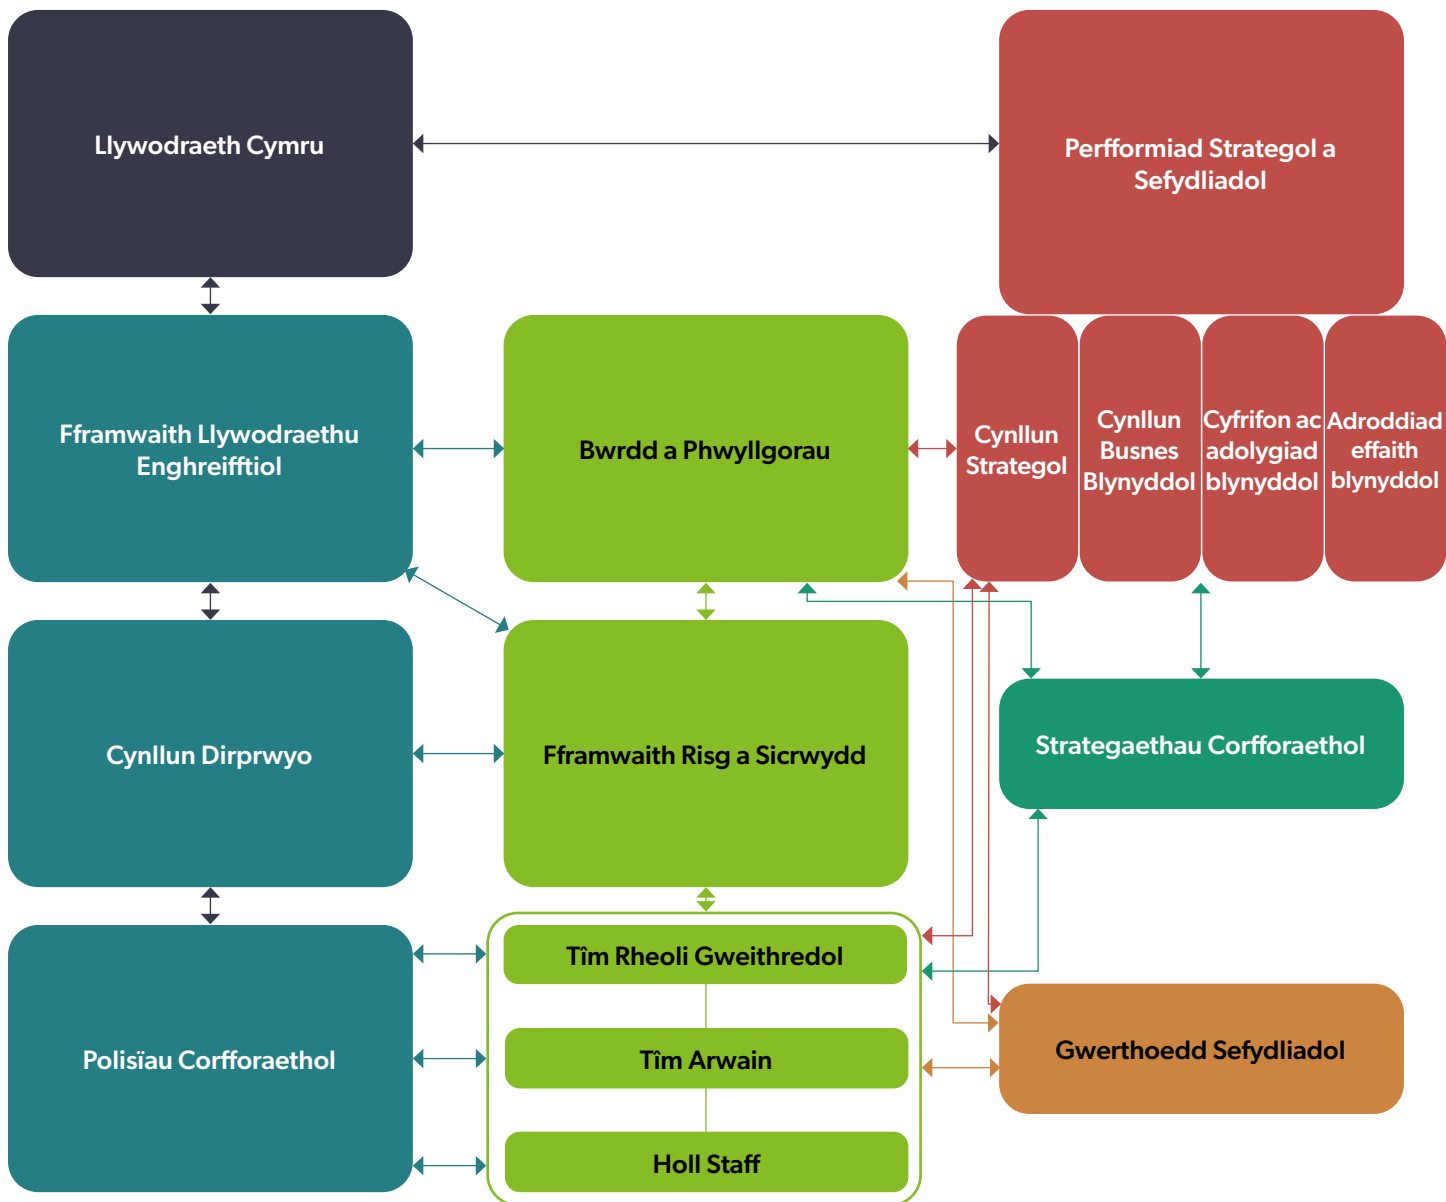 Llywodraeth Cymru
Perfformiad Strategol a
Sefydliadol
Fframwaith Llywodraethu
Enghreifftiol
Bwrdd a Phwyllgorau
Cynllun
Strategol
Cynllun
Busnes
Blynyddol
Cyfrifon ac
adolygiad
blynyddol
Adroddiad
effaith
blynyddol
Cynllun Dirprwyo
Fframwaith Risg a Sicrwydd
Strategaethau Corfforaethol
Polisïau Corfforaethol
Tîm Rheoli Gweithredol
Tîm Arwain
Holl Staff
Gwerthoedd Sefydliadol